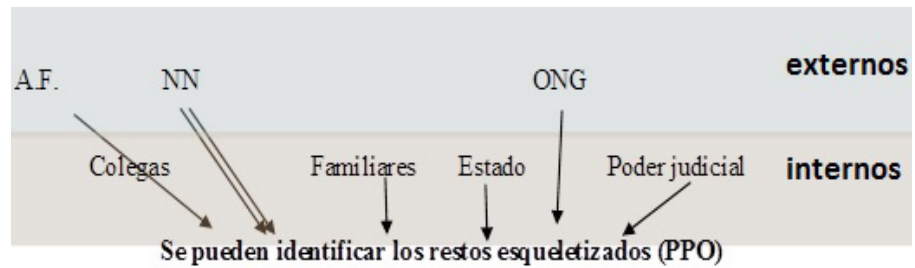 externos
A.F. NN ONG
Colegas Familiares Estado Poder judicial internos
Se pueden identificar los restos esqueletizados (PPO)